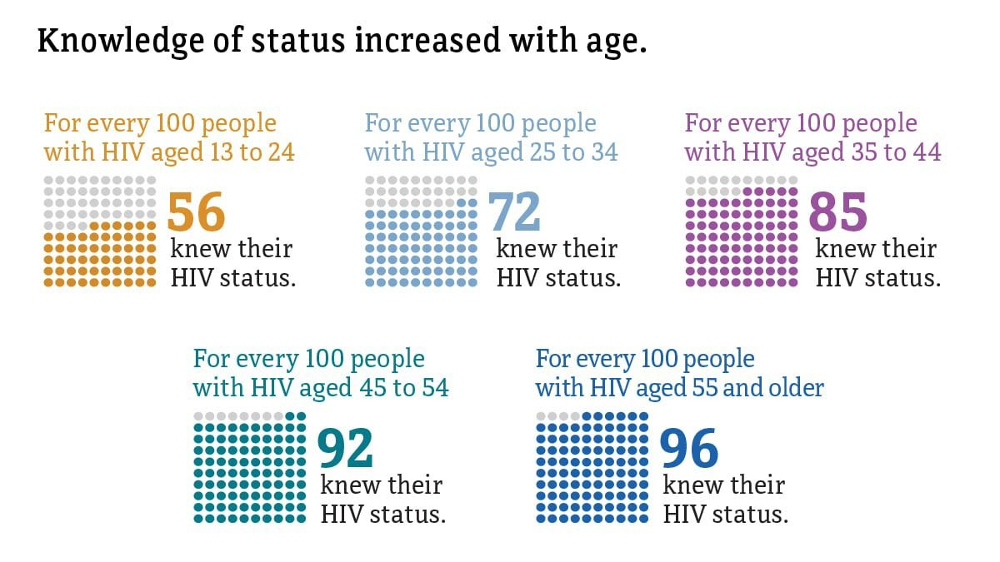 Knowledge of status increased with age.
For every 100 people
with HIV aged 13 to 24
56
knew their
HIV status.
For every 100 people
with HIV aged 25 to 34
72
knew their
HIV status.
For every 100 people
with HIV aged 35 to 44
85
knew their
HIV status.
For every 100 people
with HIV aged 45 to 54
92
knew their
HIV status.
For every 100 people
with HIV aged 55 and older
96
knew their
HIV status.